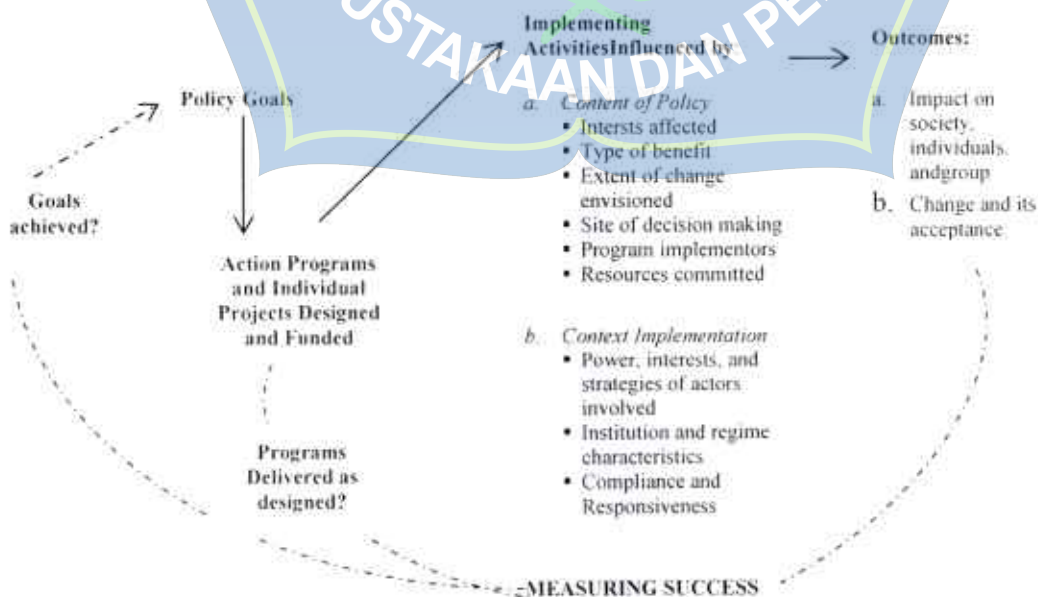 USTAKAAN DAN PE
Implementing
ActivitiesInfluenced by
Outcomes:
Policy Goals
Goals
achieved?
Action Programs
and Individual
Projects Designed
and Funded
Programs
Delivered as
designed?
a. Content of Policy
▪ Intersts affected
▪ Type of benefit
▪ Extent of change
envisioned
▪ Site of decision making
▪ Program implementors
▪ Resources committed
b. Context Implementation
▪ Power, interests, and
strategies of actors
involved
▪ Institution and regime
characteristics
▪ Compliance and
Responsiveness
a. Impact on
society,
individuals,
andgroup
b. Change and its
acceptance
-MEASURING SUCCESS